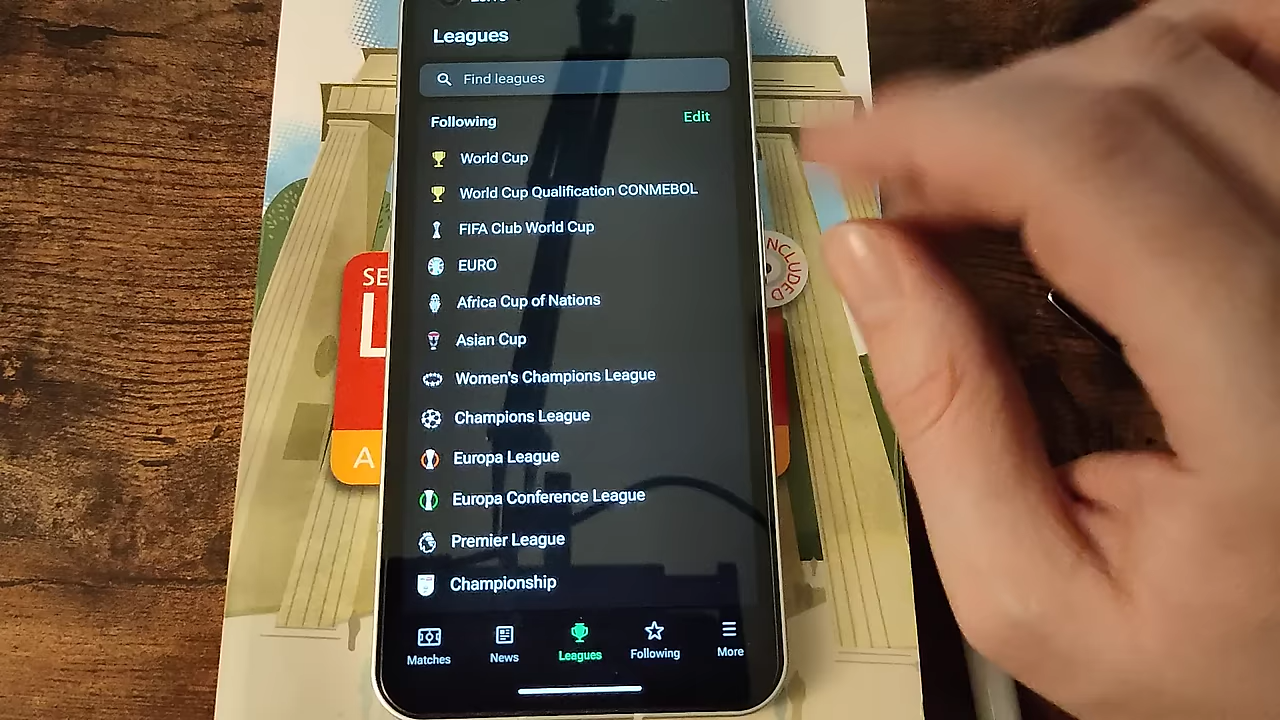 Leagues
Find leagues
Following
Edit
World Cup
World Cup Qualification CONMEBOL
FIFA Club World Cup
EURO
Africa Cup of Nations
Asian Cup
Women's Champions League
Champions League
Europa League
Europa Conference League
Premier League
Championship
Matches
News
Leagues
Following
More
SE
L
A
INCLUDED